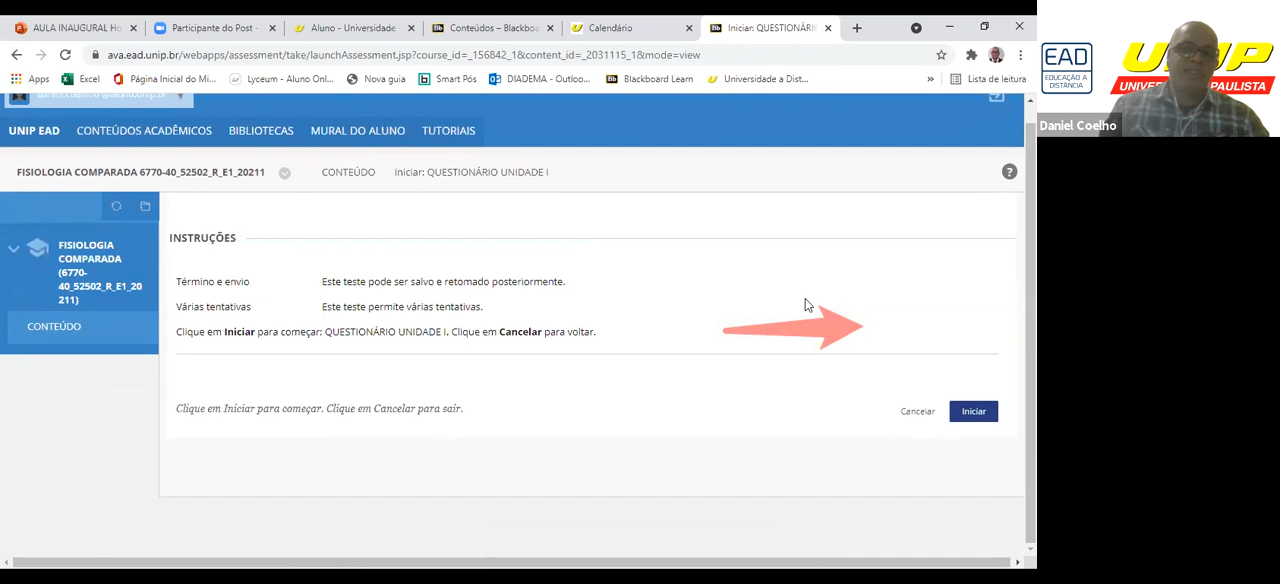 AULA INAUGURAL Ho
Participante do Post -
Aluno - Universidade
Conteúdos – Blackboa
Calendário
Iniciar: QUESTIONÁRI
ava.ead.unip.br/webapps/assessment/take/launchAssessment.jsp?course_id=_156842_1&content_id=_2031115_1&mode=view
Apps
Excel
Página Inicial do Mi...
Lyceum - Aluno Onl...
Nova guia
Smart Pós
DIADEMA - Outloo...
Blackboard Learn
Universidade a Dist...
»
Lista de leitura
UNIP EAD
CONTEÚDOS ACADÊMICOS
BIBLIOTECAS
MURAL DO ALUNO
TUTORIAIS
FISIOLOGIA COMPARADA 6770-40_52502_R_E1_20211
CONTEÚDO
Iniciar: QUESTIONÁRIO UNIDADE I
?
FISIOLOGIA
COMPARADA
(6770-
40_52502_R_E1_20
211)
CONTEÚDO
INSTRUÇÕES
Término e envio Este teste pode ser salvo e retomado posteriormente.
Várias tentativas Este teste permite várias tentativas.
Clique em Iniciar para começar: QUESTIONÁRIO UNIDADE I. Clique em Cancelar para voltar.
Clique em Iniciar para começar. Clique em Cancelar para sair.
Cancelar
Iniciar
EAD
EDUCAÇÃO A
DISTÂNCIA
Daniel Coelho